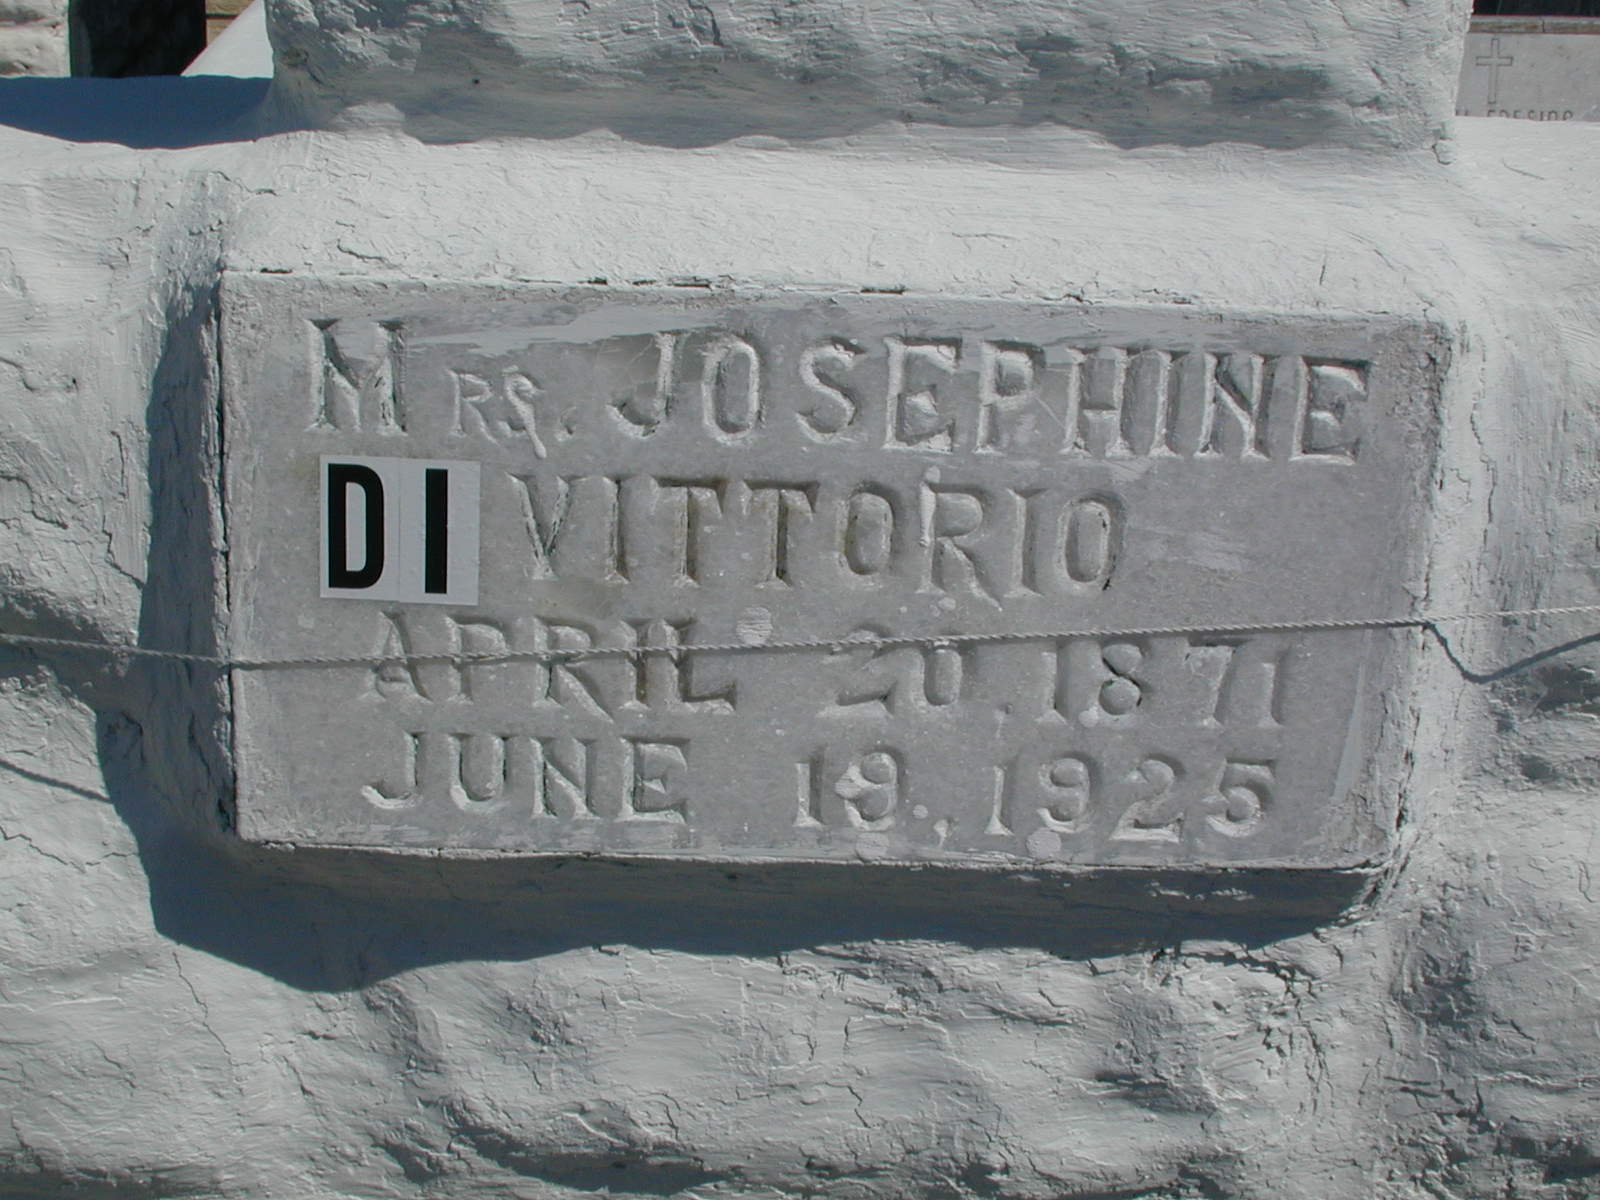 Mrs. JOSEPHINE
DI VITTORIO
APRIL 20, 1871
JUNE 19, 1925